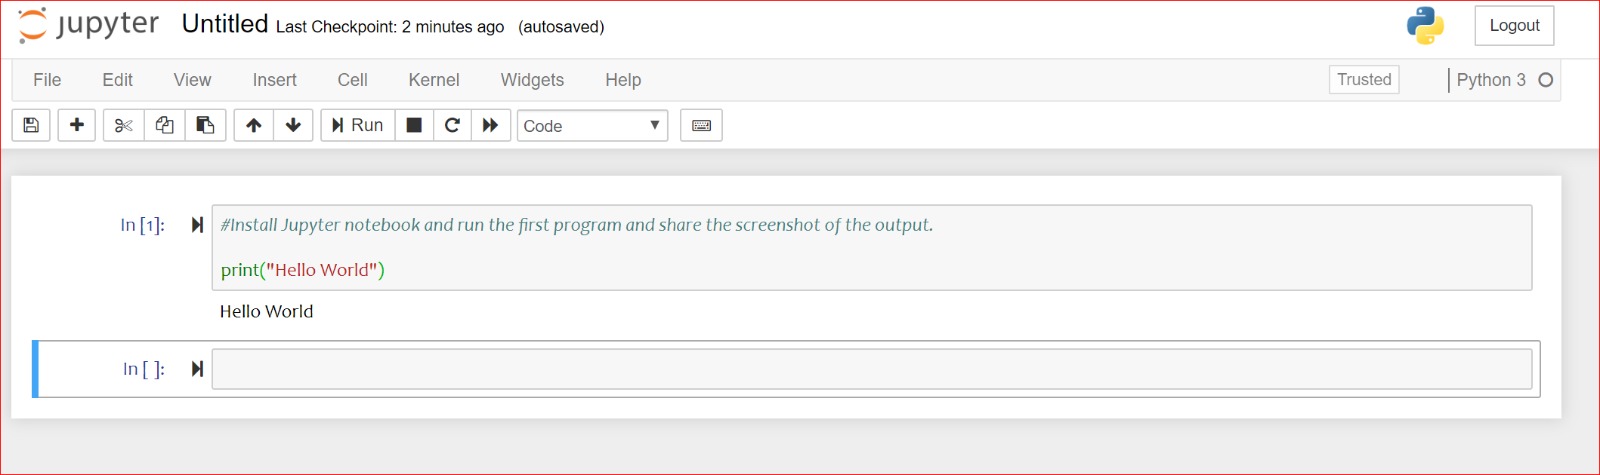 jupyter Untitled Last Checkpoint: 2 minutes ago (autosaved) Logout
File Edit View Insert Cell Kernel Widgets Help Trusted Python 3
Run Code
In [1]: #Install Jupyter notebook and run the first program and share the screenshot of the output.
print("Hello World")
Hello World
In [ ]: